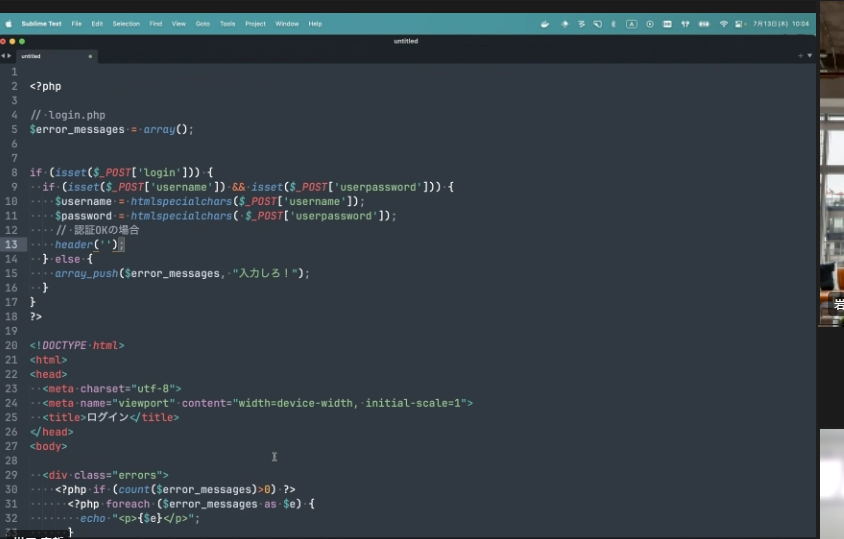 Sublime Text File Edit Selection Find View Goto Tools Project Window Help A 7月13日(木) 10:04
untitled
untitled
1
2 <?php
3
4 // login.php
5 $error_messages = array();
6
7
8 if (isset($_POST['login'])) {
9 if (isset($_POST['username']) && isset($_POST['userpassword'])) {
10 $username = htmlspecialchars($_POST['username']);
11 $password = htmlspecialchars( $_POST['userpassword']);
12 // 認証OKの場合
13 header('');
14 } else {
15 array_push($error_messages, "入力しろ！");
16 }
17 }
18 ?>
19
20 <!DOCTYPE html>
21 <html>
22 <head>
23 <meta charset="utf-8">
24 <meta name="viewport" content="width=device-width, initial-scale=1">
25 <title>ログイン</title>
26 </head>
27 <body>
28
29 <div class="errors">
30 <?php if (count($error_messages)>0) ?>
31 <?php foreach ($error_messages as $e) {
32 echo "<p>{$e}</p>";
}
岩